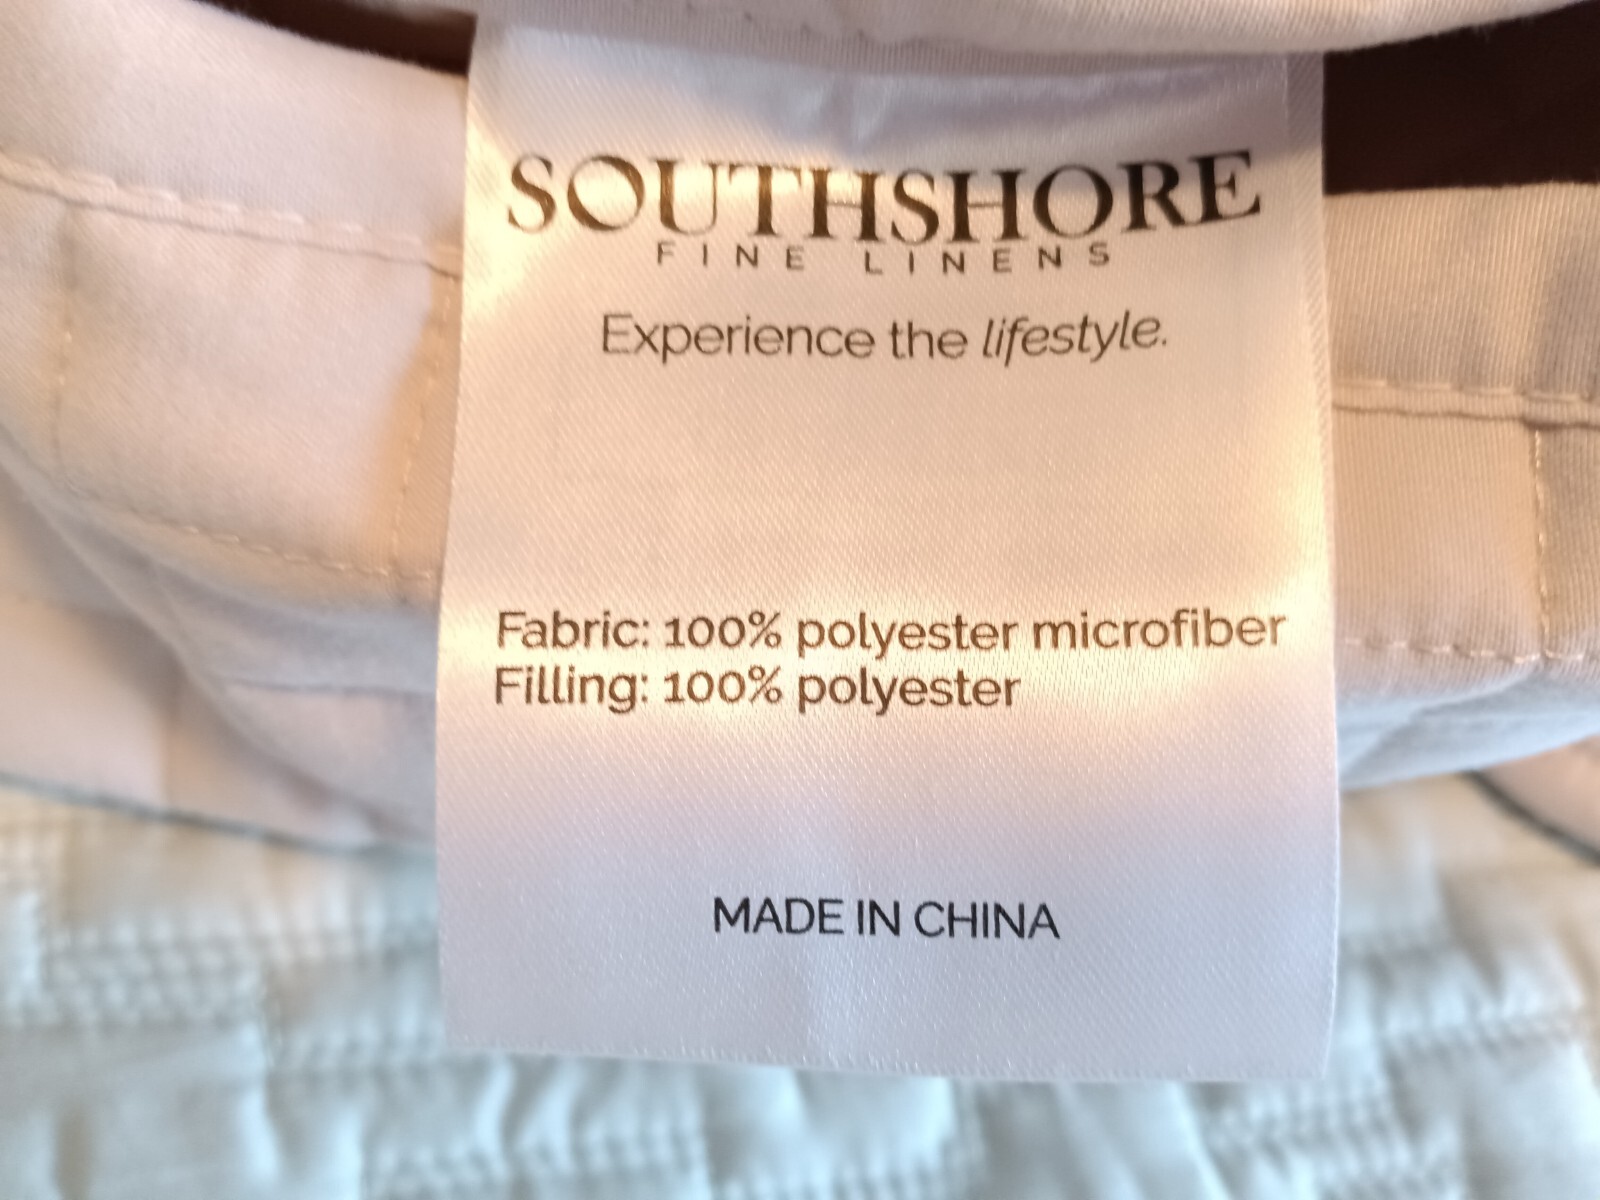 SOUTHSHORE
FINE LINENS
Experience the lifestyle.
Fabric: 100% polyester microfiber
Filling: 100% polyester
MADE IN CHINA